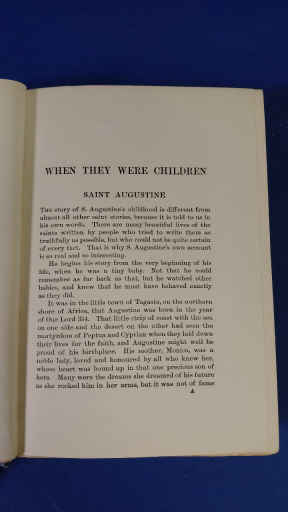 WHEN THEY WERE CHILDREN
SAINT AUGUSTINE
THE story of S. Augustine's childhood is different from
almost all other saint stories, because it is told to us in
his own words. There are many beautiful lives of the
saints written by people who tried to write them as
truthfully as possible, but who could not be quite certain
of every fact. That is why S. Augustine's own account
is so real and so interesting.
He begins his story from the very beginning of his
life, when he was a tiny baby. Not that he could
remember as far back as that, but he watched other
babies, and knew that he must have behaved exactly
as they did.
It was in the little town of Tagaste, on the northern
shore of Africa, that Augustine was born in the year
of Our Lord 354. That little strip of coast with the sea
on one side and the desert on the other had seen the
martyrdom of Peptua and Cyprian when they laid down
their lives for the faith, and Augustine might well be
proud of his birthplace. His mother, Monica, was a
noble lady, loved and honoured by all who knew her,
whose heart was bound up in that one precious son of
hers. Many were the dreams she dreamed of his future
as she rocked him in her arms, but it was not of fame
A